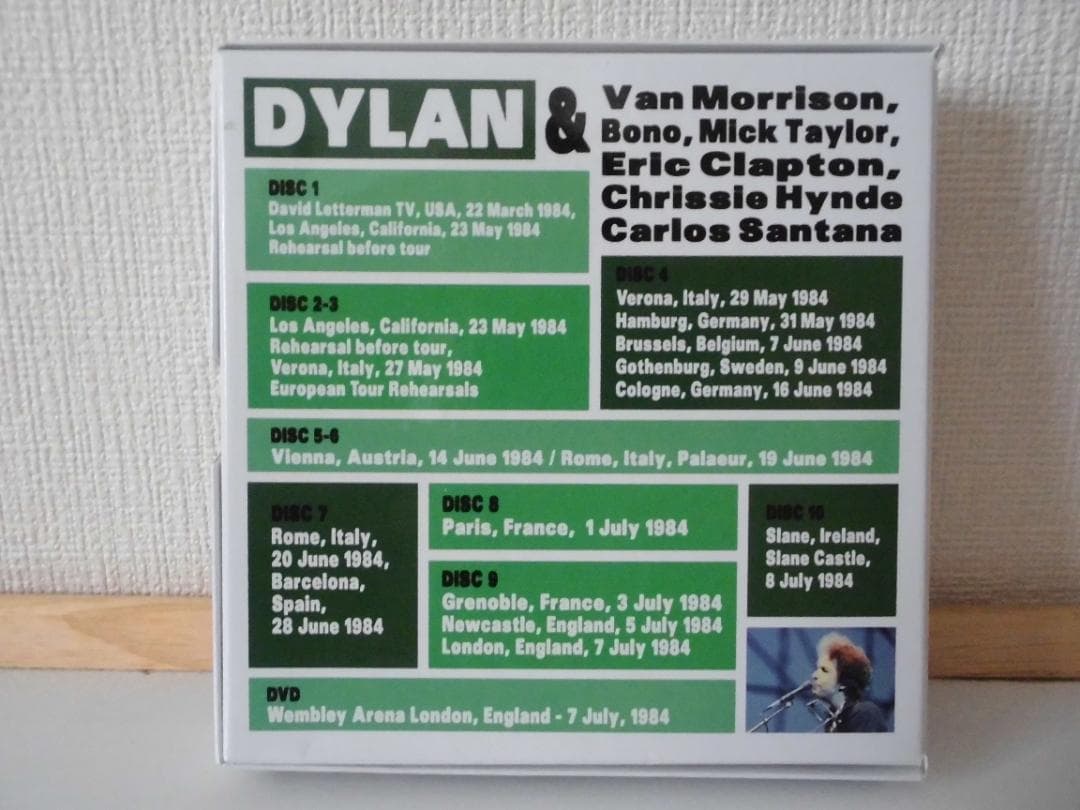 DYLAN &
Van Morrison,
Bono, Mick Taylor,
Eric Clapton,
Chrissie Hynde
Carlos Santana
DISC 1
David Letterman TV, USA, 22 March 1984,
Los Angeles, California, 23 May 1984
Rehearsal before tour
DISC 2-3
Los Angeles, California, 23 May 1984
Rehearsal before tour,
Verona, Italy, 27 May 1984
European Tour Rehearsals
DISC 4
Verona, Italy, 29 May 1984
Hamburg, Germany, 31 May 1984
Brussels, Belgium, 7 June 1984
Gothenburg, Sweden, 9 June 1984
Cologne, Germany, 16 June 1984
DISC 5-6
Vienna, Austria, 14 June 1984 / Rome, Italy, Palaeur, 19 June 1984
DISC 7
Rome, Italy,
20 June 1984,
Barcelona,
Spain,
28 June 1984
DISC 8
Paris, France, 1 July 1984
DISC 9
Grenoble, France, 3 July 1984
Newcastle, England, 5 July 1984
London, England, 7 July 1984
DISC 10
Slane, Ireland,
Slane Castle,
8 July 1984
DVD
Wembley Arena London, England - 7 July, 1984